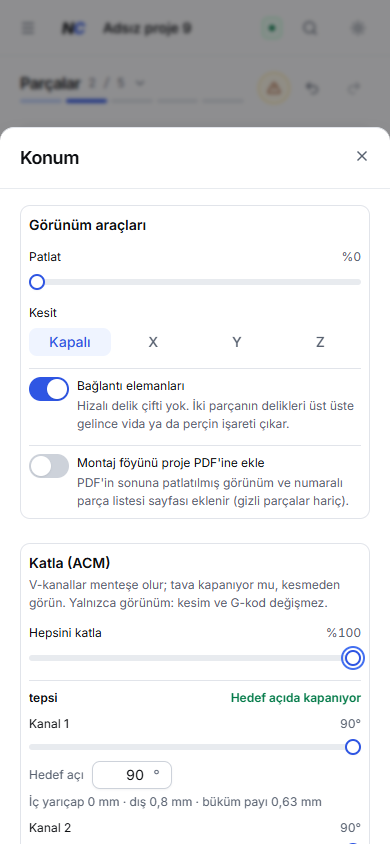 NC Adsız proje 9
Parçalar 2 / 5
Konum
Görünüm araçları
Patlat %0
Kesit
Kapalı X Y Z
Bağlantı elemanları
Hizalı delik çifti yok. İki parçanın delikleri üst üste
gelince vida ya da perçin işareti çıkar.
Montaj föyünü proje PDF'ine ekle
PDF'in sonuna patlatılmış görünüm ve numaralı
parça listesi sayfası eklenir (gizli parçalar hariç).
Katla (ACM)
V-kanallar menteşe olur; tava kapanıyor mu, kesmeden
görün. Yalnızca görünüm: kesim ve G-kod değişmez.
Hepsini katla %100
tepsi Hedef açıda kapanıyor
Kanal 1 90°
Hedef açı 90 °
İç yarıçap 0 mm · dış 0,8 mm · büküm payı 0,63 mm
Kanal 2 90°